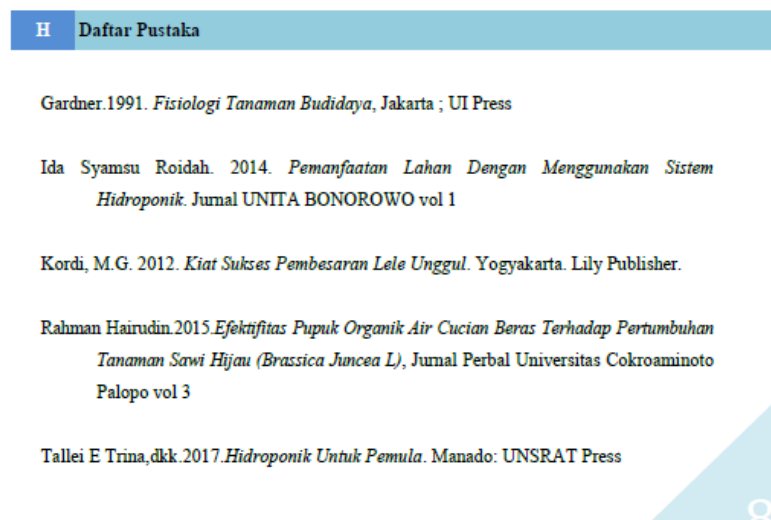 H Daftar Pustaka
Gardner.1991. Fisiologi Tanaman Budidaya, Jakarta ; UI Press
Ida Syamsu Roidah. 2014. Pemanfaatan Lahan Dengan Menggunakan Sistem
Hidroponik. Jurnal UNITA BONOROWO vol 1
Kordi, M.G. 2012. Kiat Sukses Pembesaran Lele Unggul. Yogyakarta. Lily Publisher.
Rahman Hairudin.2015.Efektifitas Pupuk Organik Air Cucian Beras Terhadap Pertumbuhan
Tanaman Sawi Hijau (Brassica Juncea L), Jurnal Perbal Universitas Cokroaminoto
Palopo vol 3
Tallei E Trina,dkk.2017.Hidroponik Untuk Pemula. Manado: UNSRAT Press
8